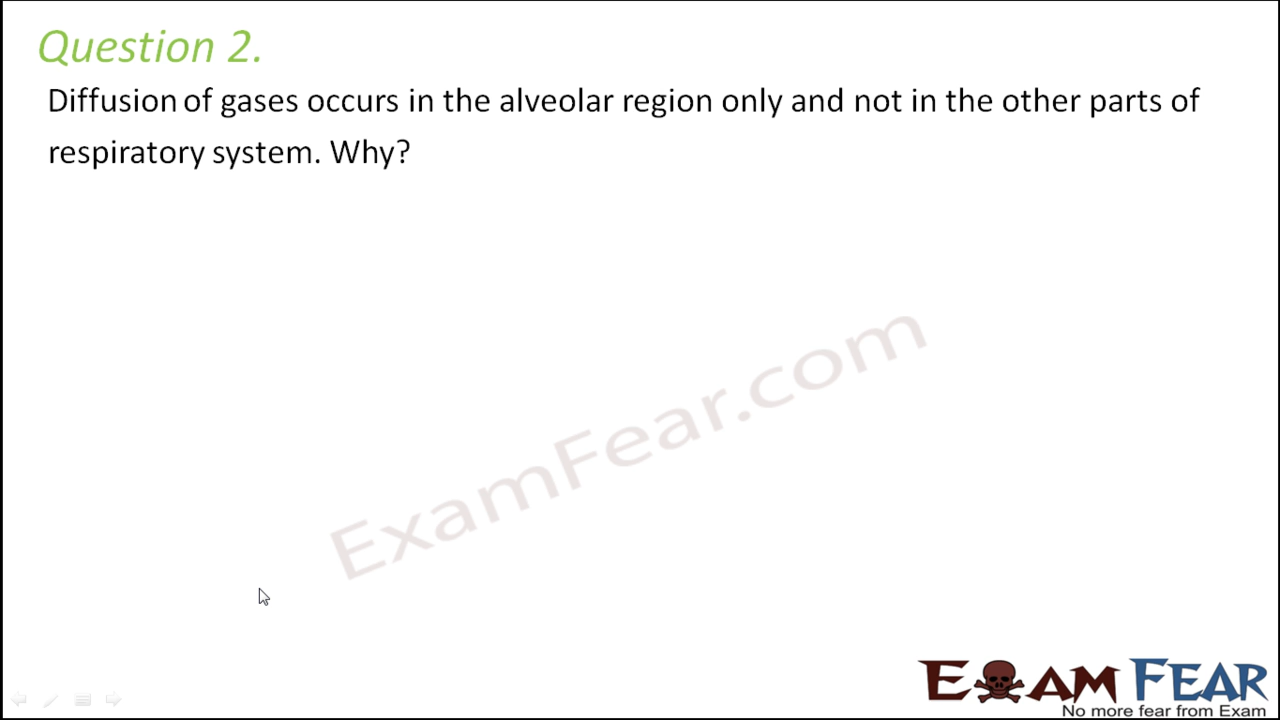 Question 2.
Diffusion of gases occurs in the alveolar region only and not in the other parts of
respiratory system. Why?
ExamFear.com
EXAM FEAR
No more fear from Exam